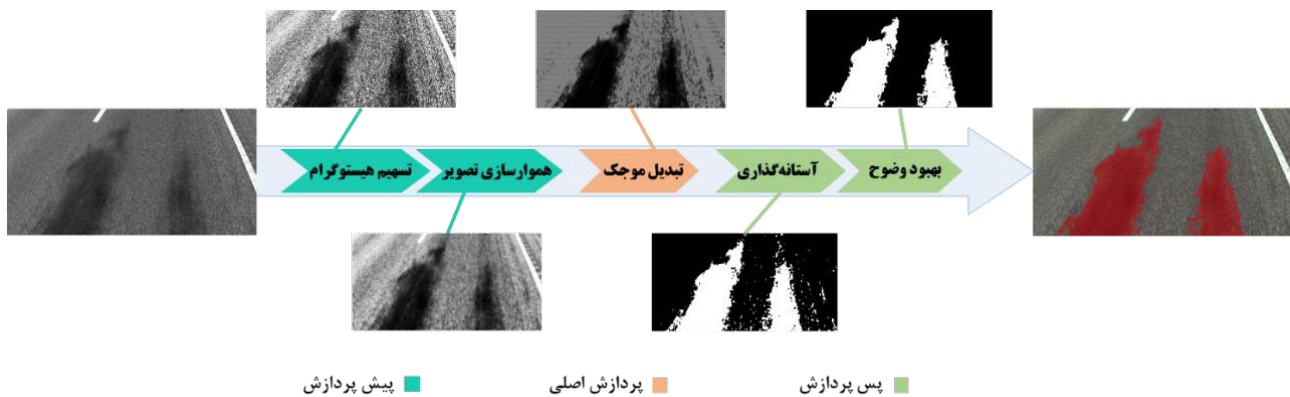 تسهیم هیستوگرام
هموارسازی تصویر
تبدیل موجک
آستانه‌گذاری
بهبود وضوح
پیش پردازش
پردازش اصلی
پس پردازش